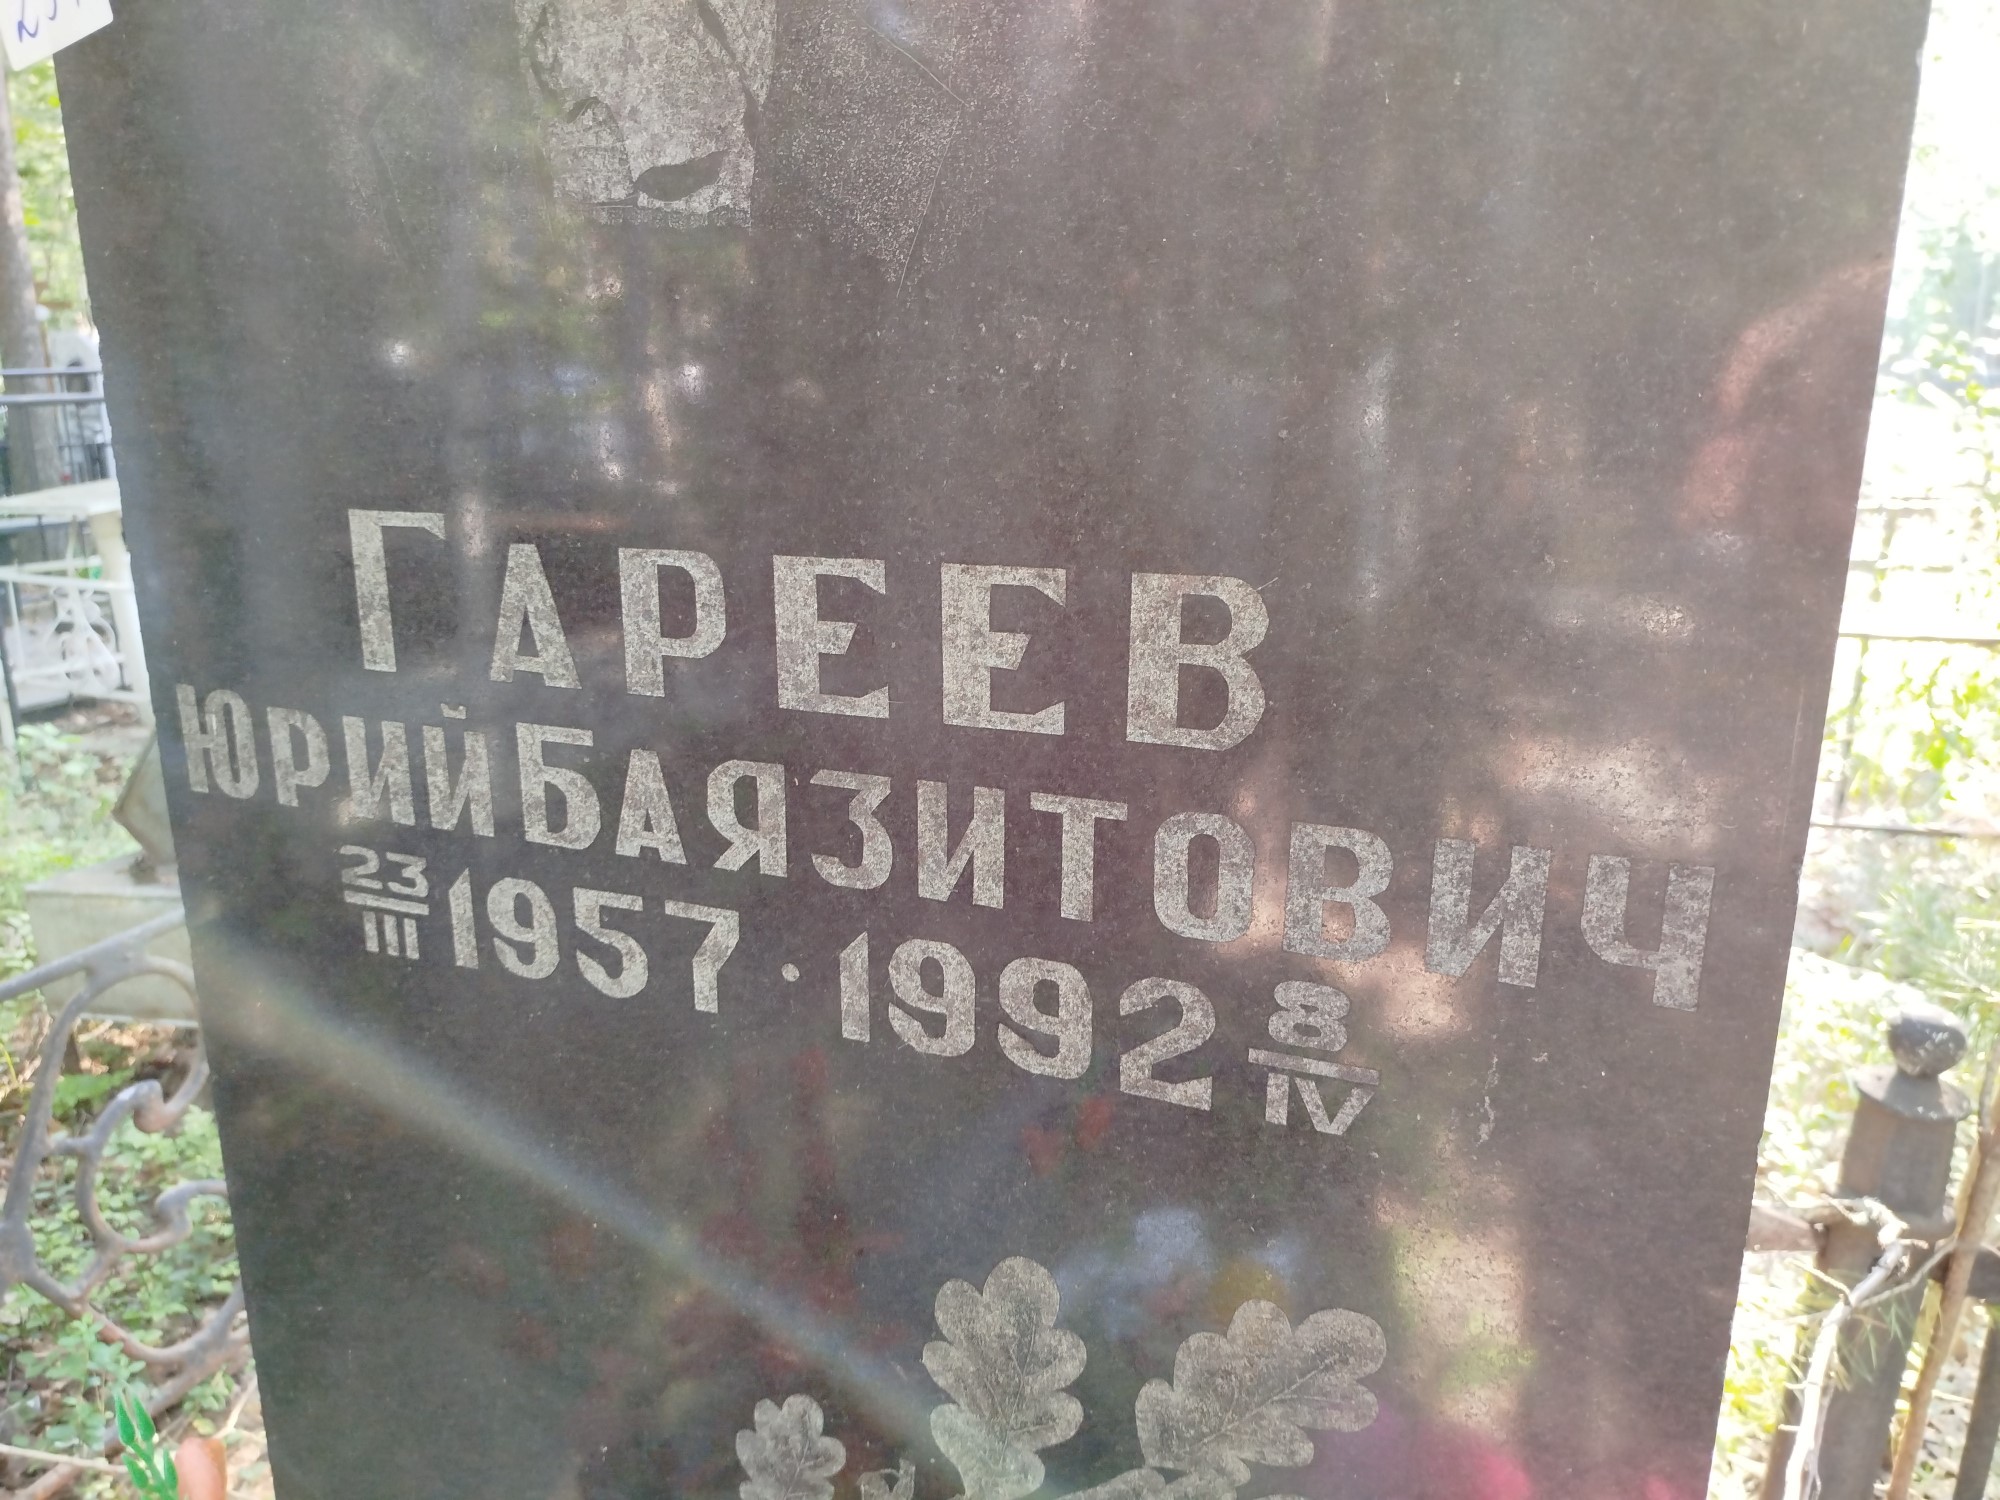 ГАРЕЕВ
ЮРИЙ БАЯЗИТОВИЧ
23/III 1957 · 1992 8/IV